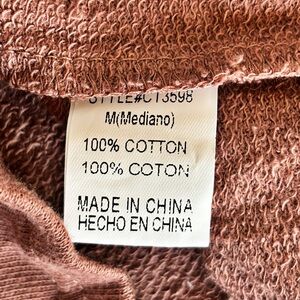 STYLE#CT3598
M(Mediano)
100% COTTON
100% COTON
MADE IN CHINA
HECHO EN CHINA